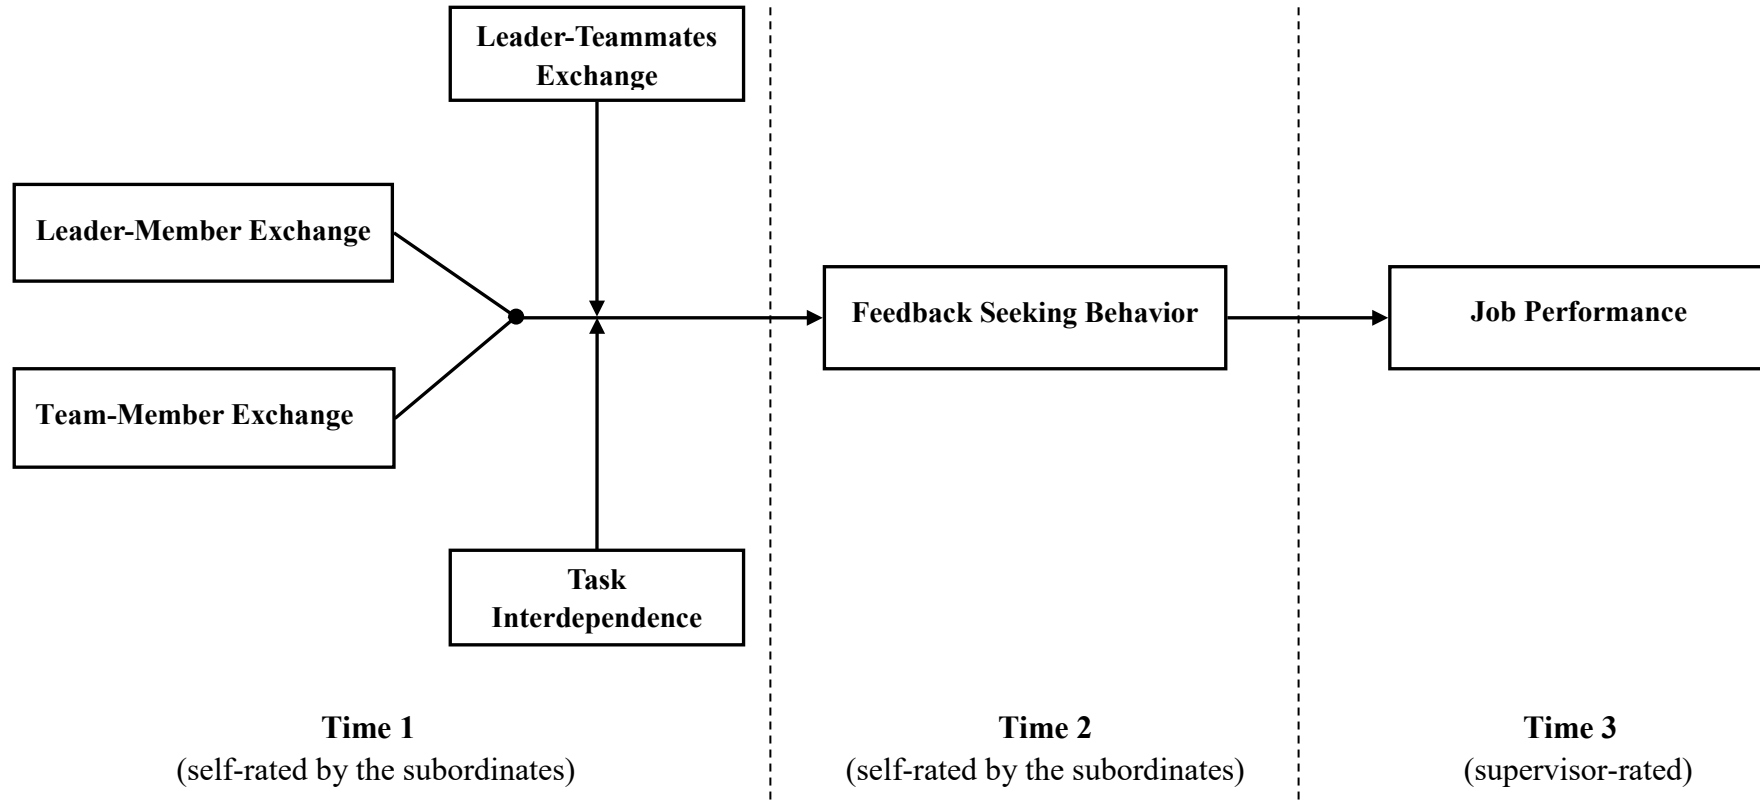 Leader-Teammates
Exchange
Leader-Member Exchange
Team-Member Exchange
Feedback Seeking Behavior
Job Performance
Task
Interdependence
Time 1
(self-rated by the subordinates)
Time 2
(self-rated by the subordinates)
Time 3
(supervisor-rated)